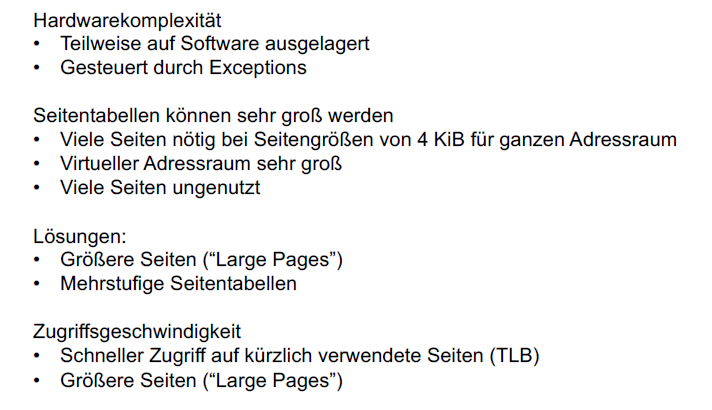 Hardwarekomplexität
• Teilweise auf Software ausgelagert
• Gesteuert durch Exceptions
Seitentabellen können sehr groß werden
• Viele Seiten nötig bei Seitengrößen von 4 KiB für ganzen Adressraum
• Virtueller Adressraum sehr groß
• Viele Seiten ungenutzt
Lösungen:
• Größere Seiten (“Large Pages”)
• Mehrstufige Seitentabellen
Zugriffsgeschwindigkeit
• Schneller Zugriff auf kürzlich verwendete Seiten (TLB)
• Größere Seiten (“Large Pages”)